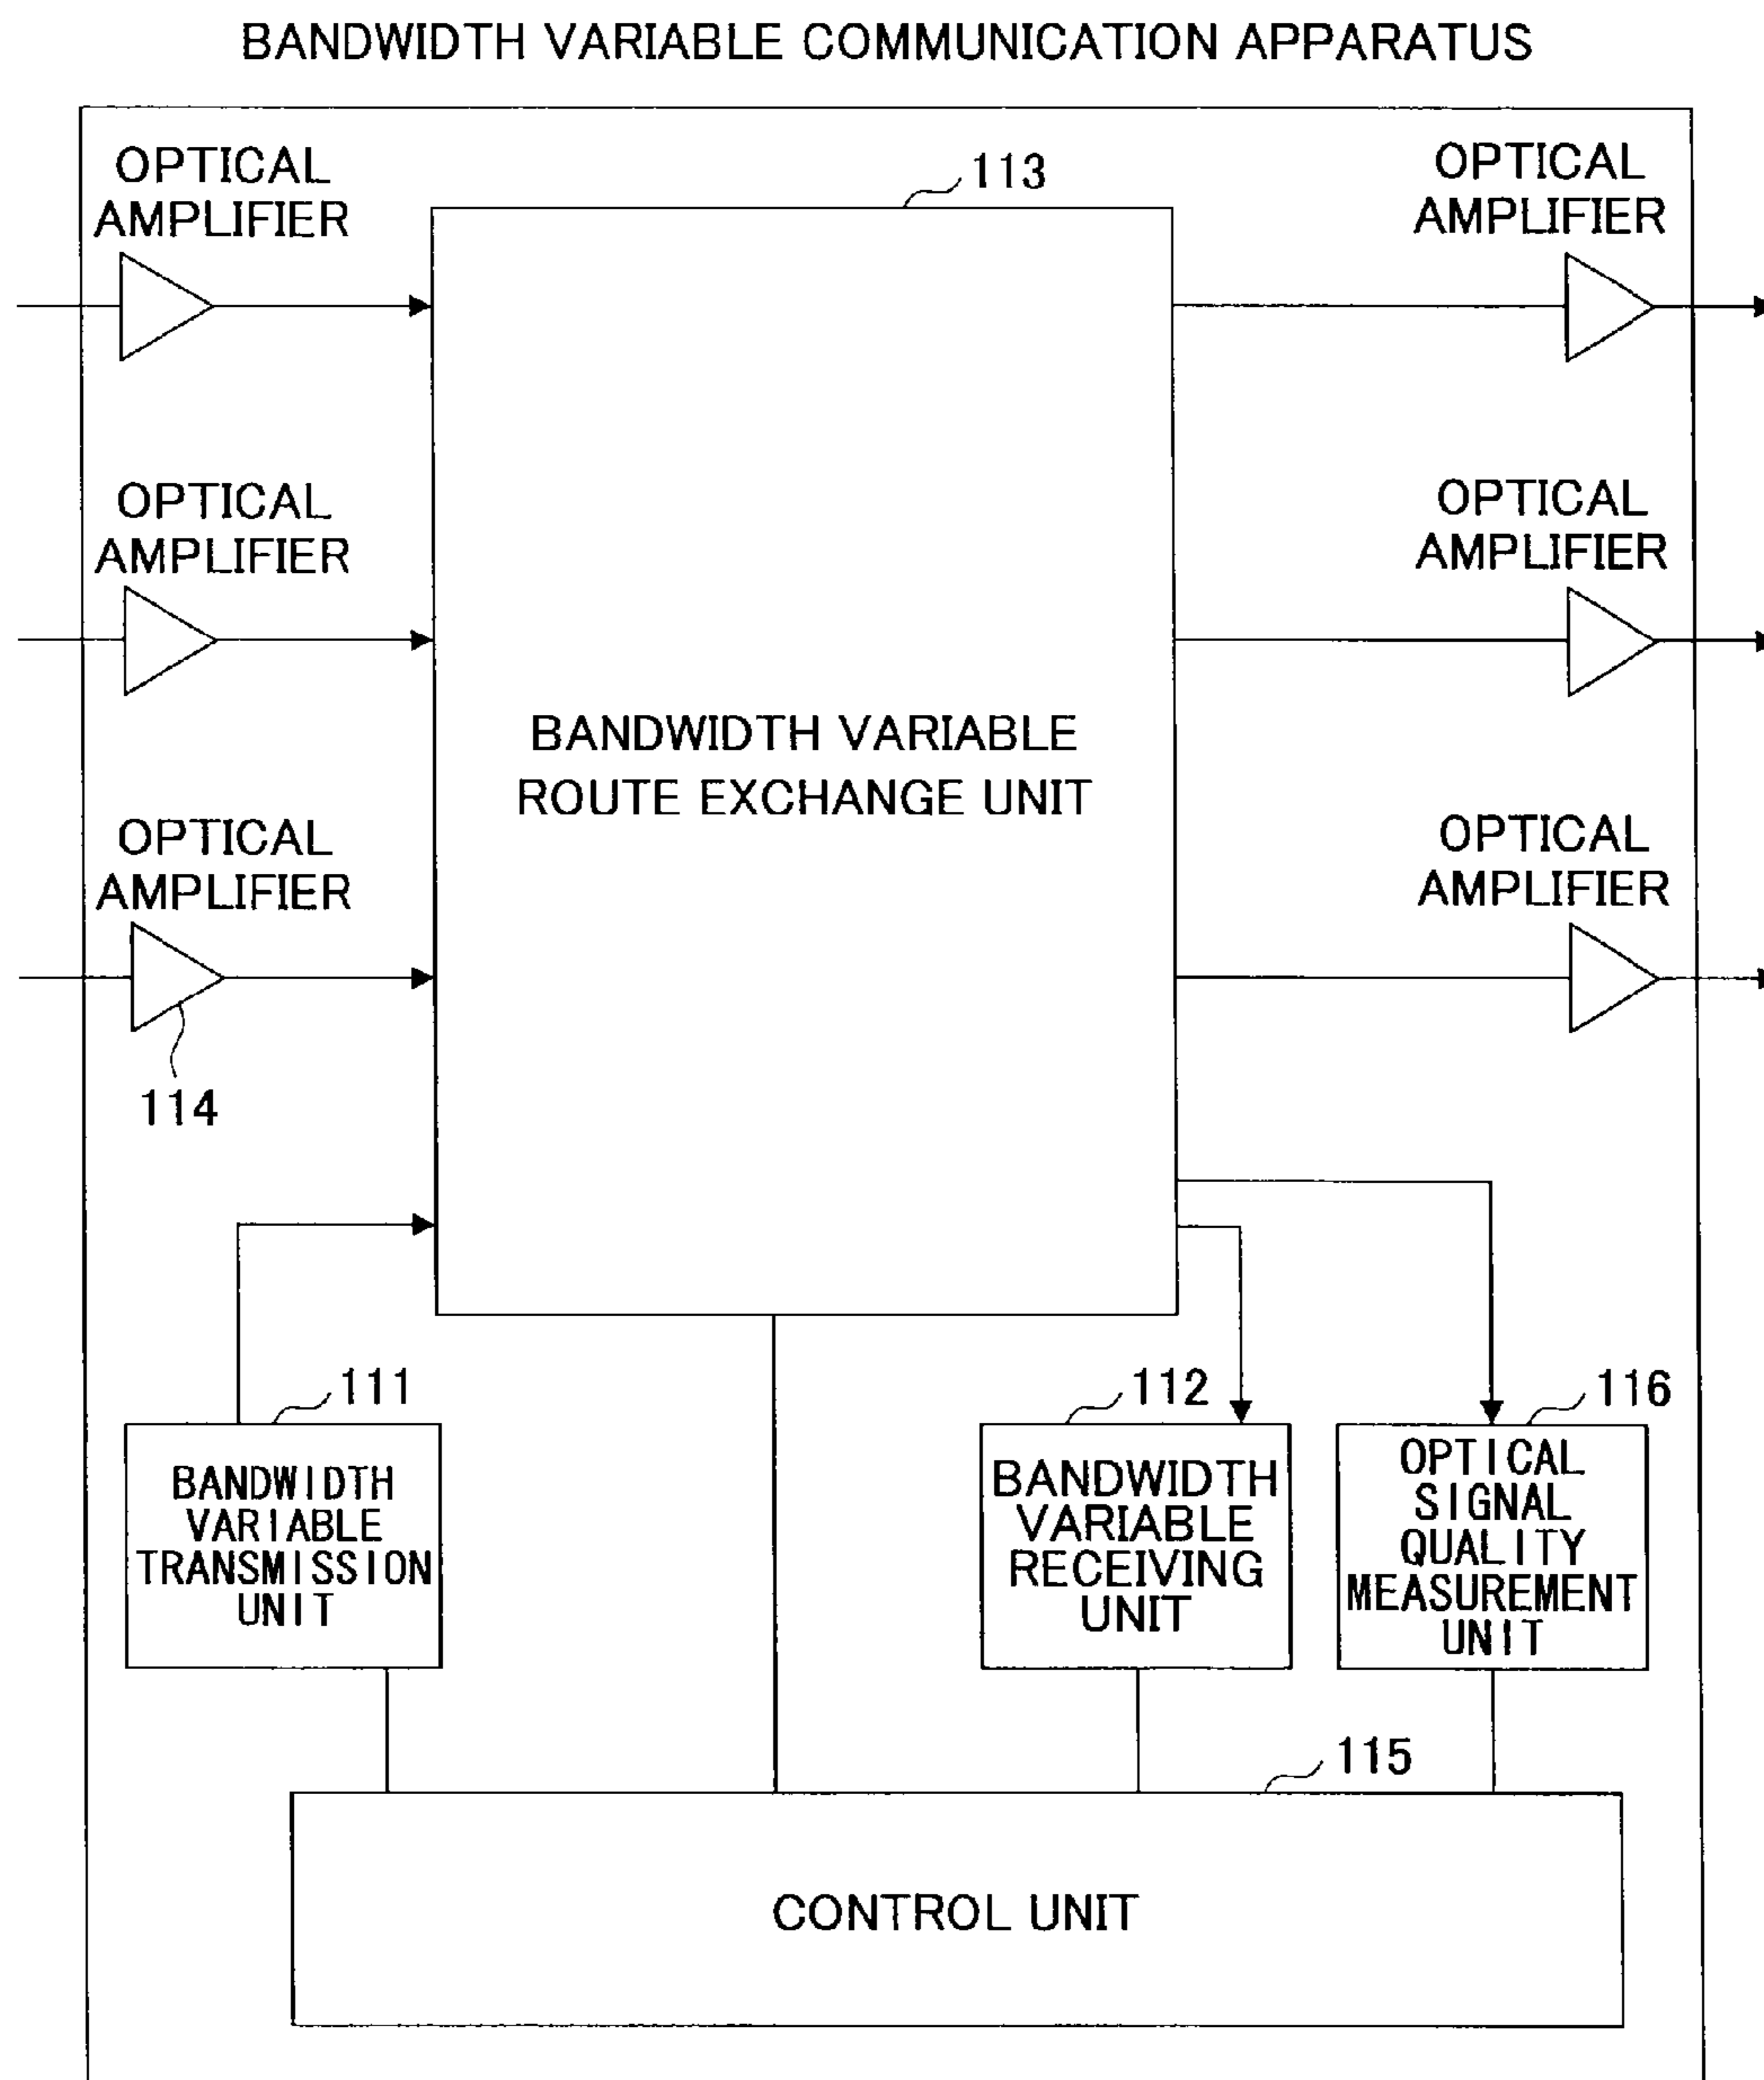 BANDWIDTH VARIABLE COMMUNICATION APPARATUS
OPTICAL
AMPLIFIER
113
OPTICAL
AMPLIFIER
OPTICAL
AMPLIFIER
OPTICAL
AMPLIFIER
BANDWIDTH VARIABLE
ROUTE EXCHANGE UNIT
OPTICAL
AMPLIFIER
OPTICAL
AMPLIFIER
114
111
BANDWIDTH
VARIABLE
TRANSMISSION
UNIT
112
BANDWIDTH
VARIABLE
RECEIVING
UNIT
116
OPTICAL
SIGNAL
QUALITY
MEASUREMENT
UNIT
115
CONTROL UNIT